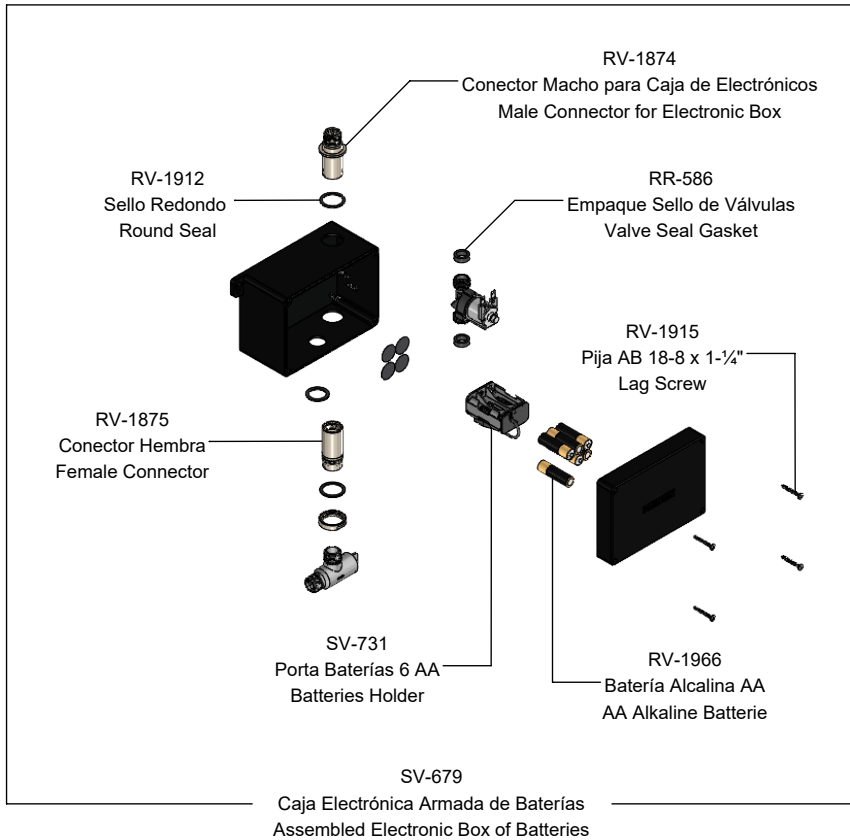 RV-1874
Conector Macho para Caja de Electrónicos
Male Connector for Electronic Box
RV-1912
Sello Redondo
Round Seal
RR-586
Empaque Sello de Válvulas
Valve Seal Gasket
RV-1915
Pija AB 18-8 x 1-¼"
Lag Screw
RV-1875
Conector Hembra
Female Connector
SV-731
Porta Baterías 6 AA
Batteries Holder
RV-1966
Batería Alcalina AA
AA Alkaline Batterie
SV-679
Caja Electrónica Armada de Baterías
Assembled Electronic Box of Batteries